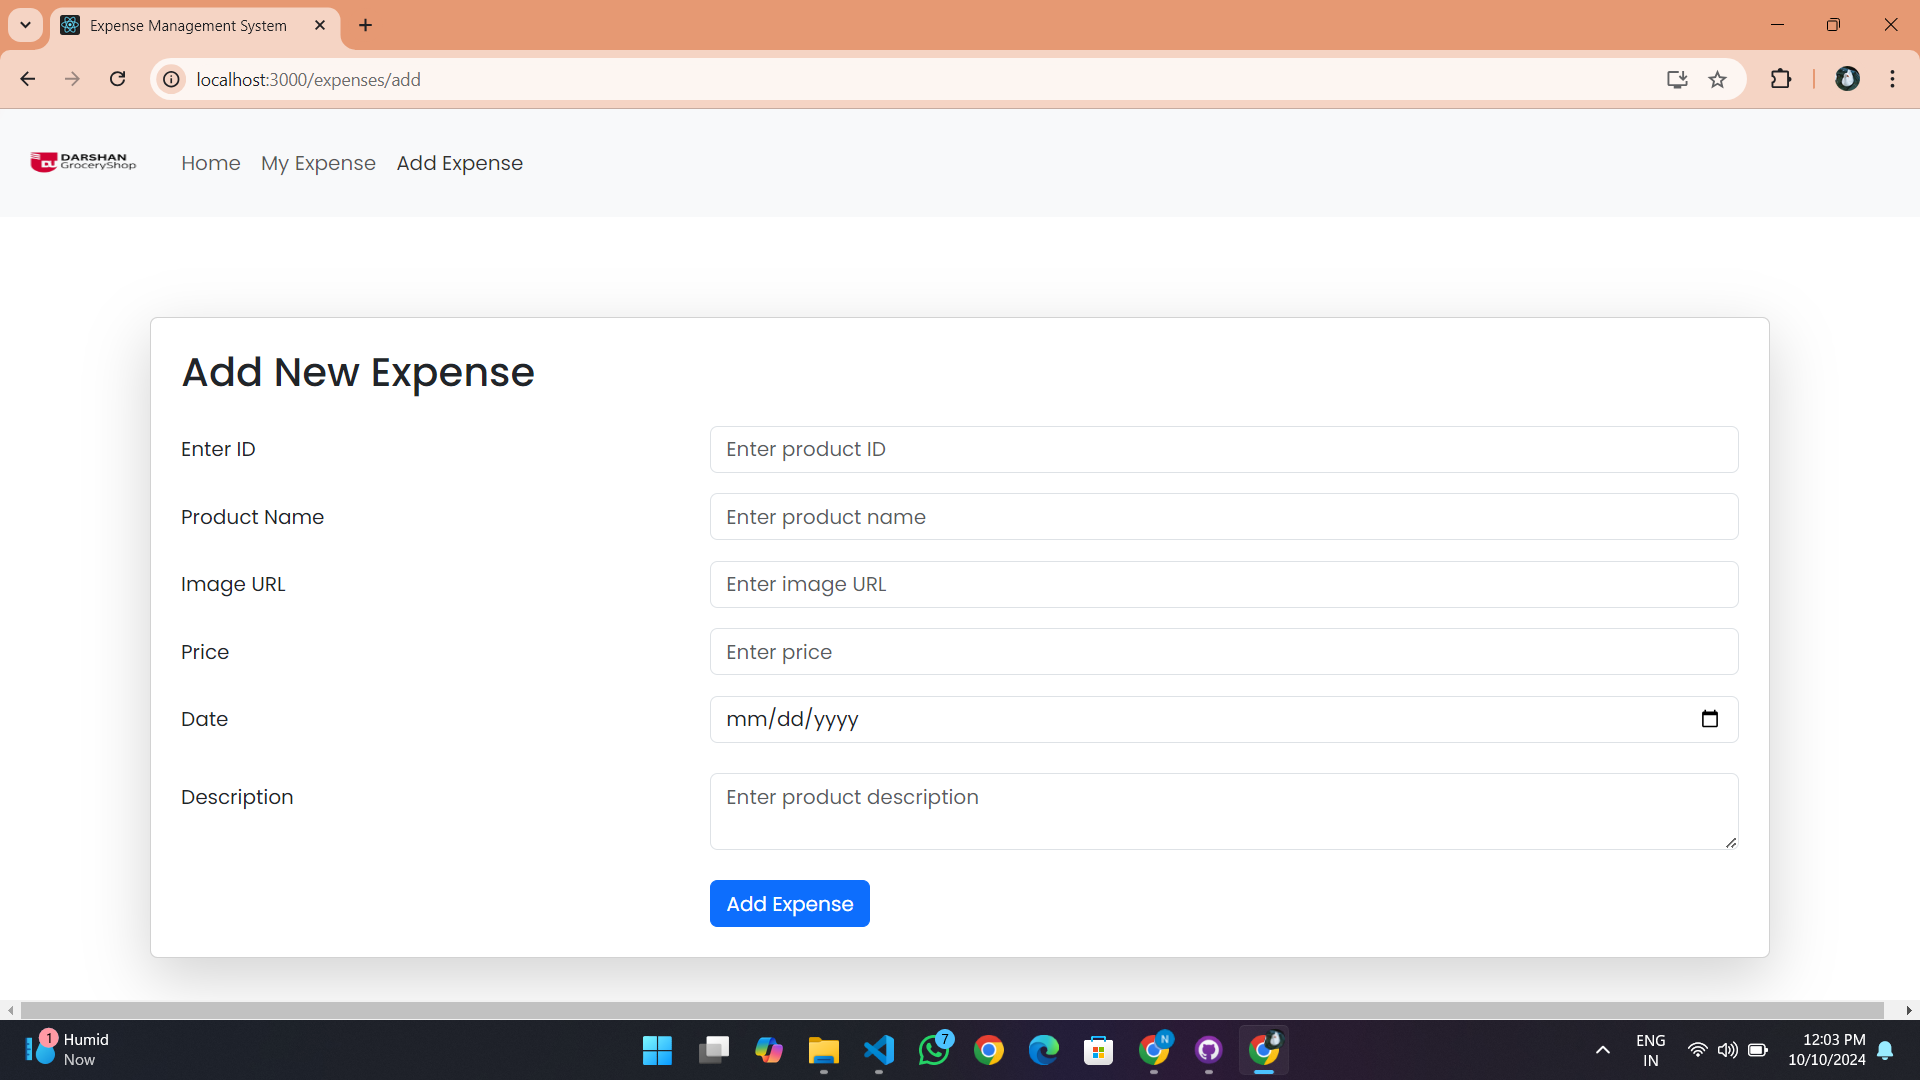 Expense Management System
localhost:3000/expenses/add
DU DARSHAN
GroceryShop
Home My Expense Add Expense
Add New Expense
Enter ID Enter product ID
Product Name Enter product name
Image URL Enter image URL
Price Enter price
Date mm/dd/yyyy
Description Enter product description
Add Expense
1 Humid
Now
7
N
ENG
IN
12:03 PM
10/10/2024